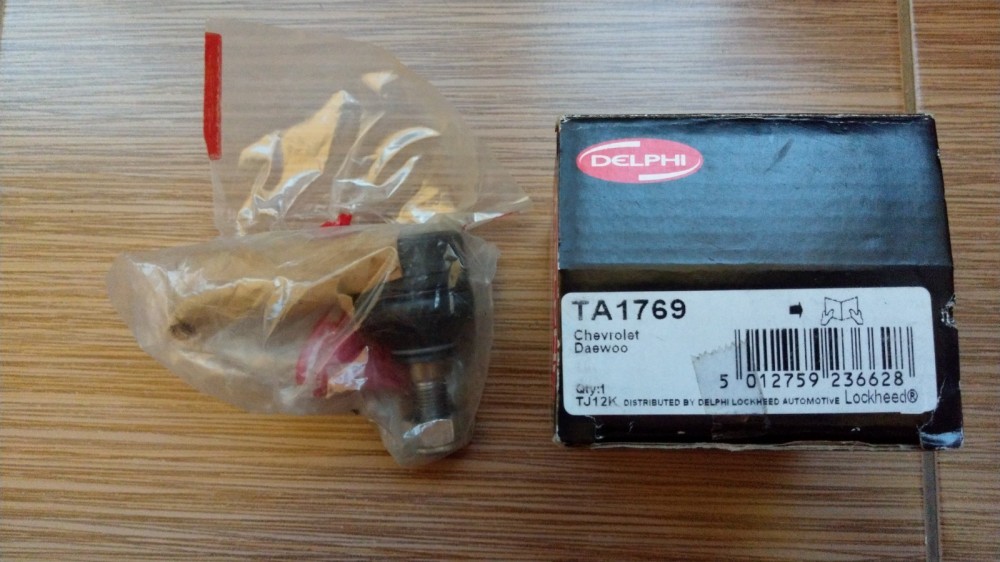 DELPHI
TA1769
Chevrolet
Daewoo
Qty:1
5 012759 236628
TJ12K DISTRIBUTED BY DELPHI LOCKHEED AUTOMOTIVE Lockheed®